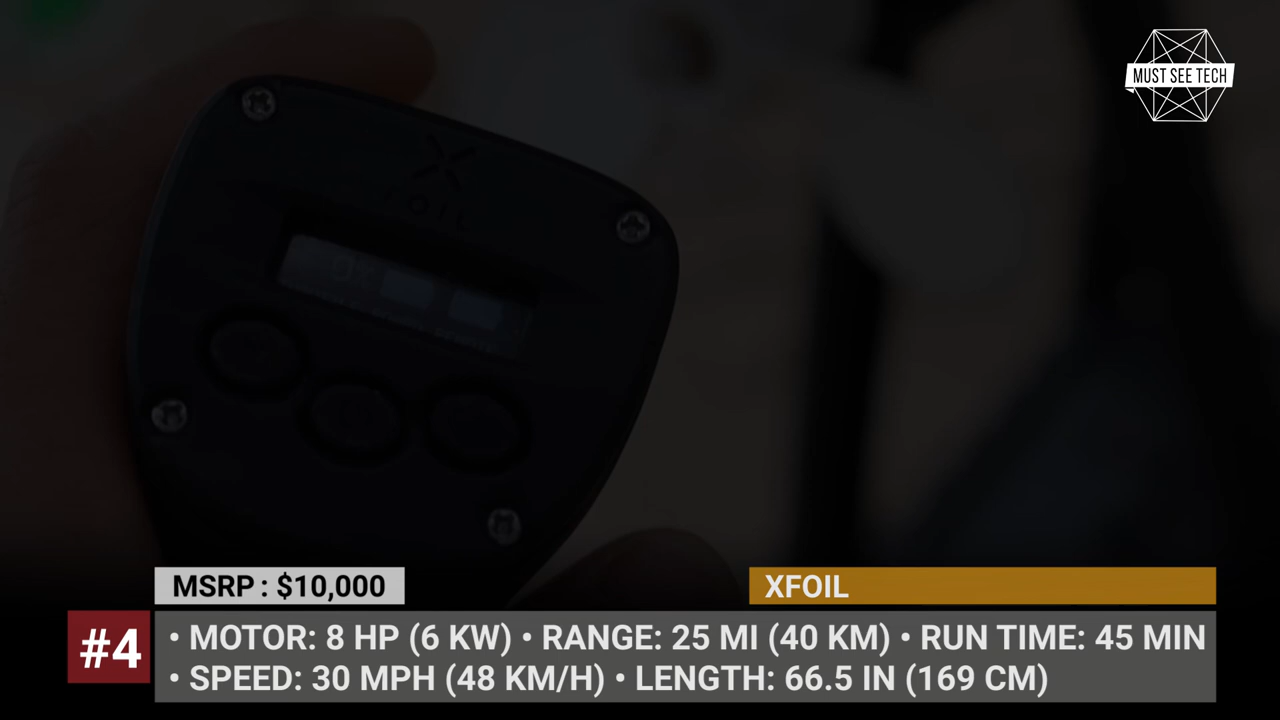 MUST SEE TECH
X
OIL
MSRP : $10,000
XFOIL
#4
• MOTOR: 8 HP (6 KW) • RANGE: 25 MI (40 KM) • RUN TIME: 45 MIN
• SPEED: 30 MPH (48 KM/H) • LENGTH: 66.5 IN (169 CM)